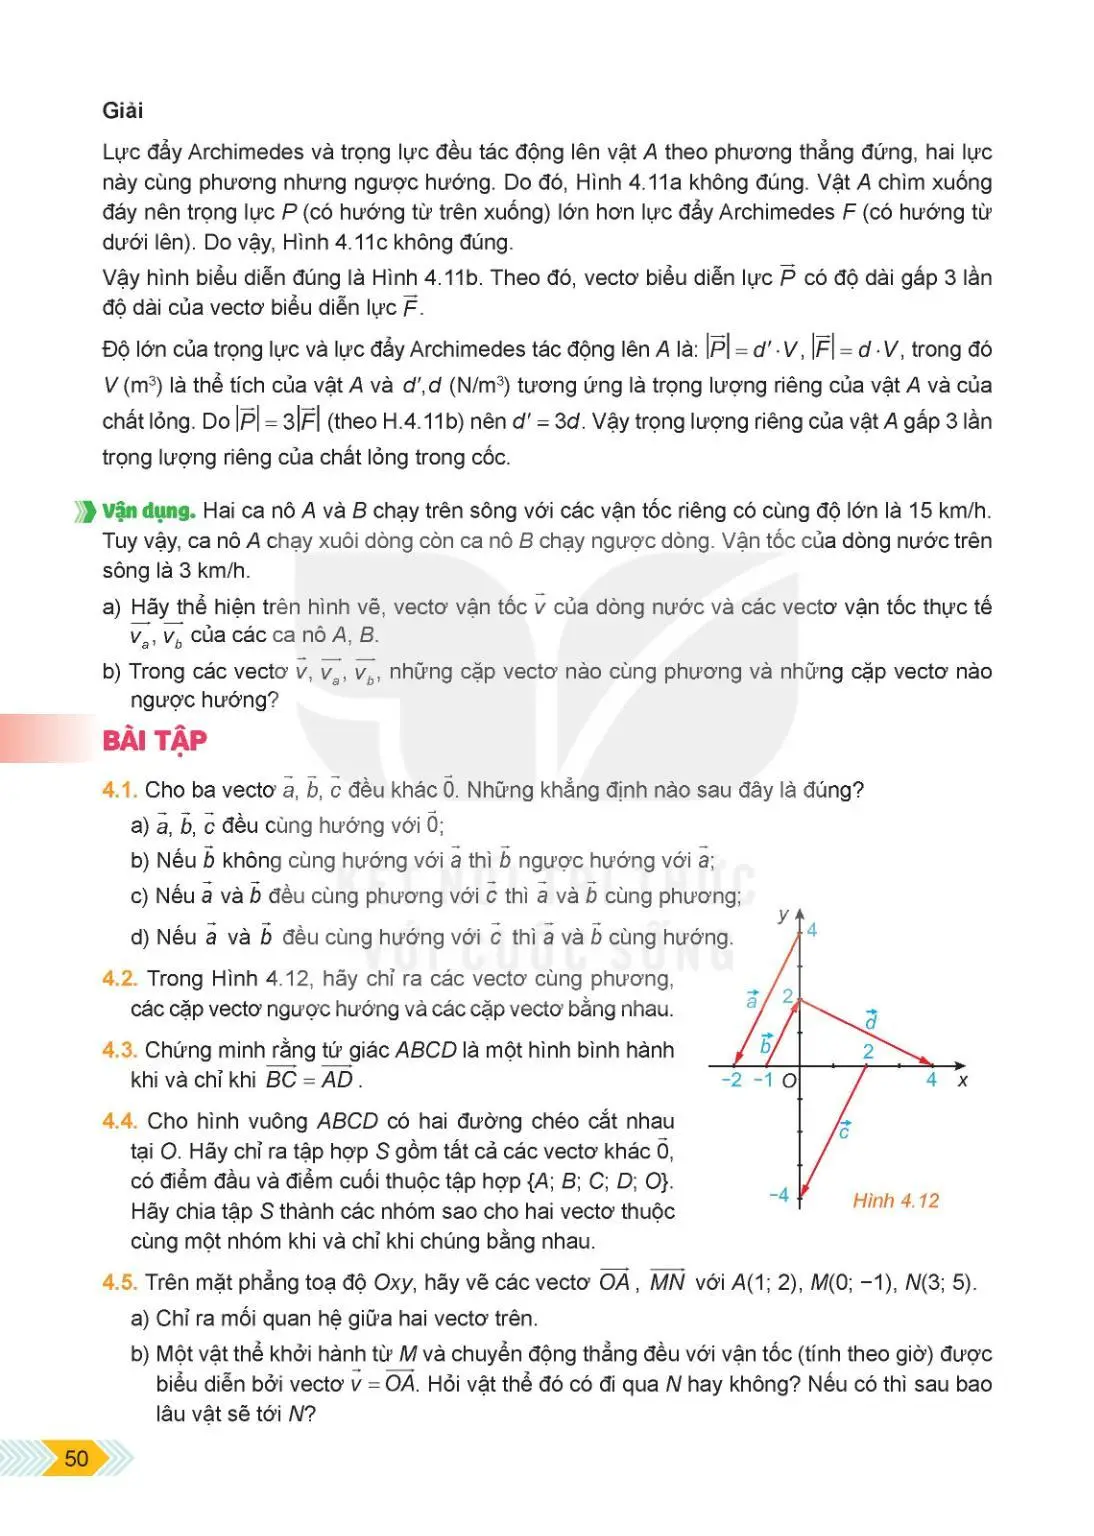 Giải
Lực đẩy Archimedes và trọng lực đều tác động lên vật A theo phương thẳng đứng, hai lực
này cùng phương nhưng ngược hướng. Do đó, Hình 4.11a không đúng. Vật A chìm xuống
đáy nên trọng lực P (có hướng từ trên xuống) lớn hơn lực đẩy Archimedes F (có hướng từ
dưới lên). Do vậy, Hình 4.11c không đúng.
Vậy hình biểu diễn đúng là Hình 4.11b. Theo đó, vectơ biểu diễn lực P⃗ có độ dài gấp 3 lần
độ dài của vectơ biểu diễn lực F⃗.
Độ lớn của trọng lực và lực đẩy Archimedes tác động lên A là: |P⃗| = d′ · V, |F⃗| = d · V, trong đó
V (m³) là thể tích của vật A và d′, d (N/m³) tương ứng là trọng lượng riêng của vật A và của
chất lỏng. Do |P⃗| = 3|F⃗| (theo H.4.11b) nên d′ = 3d. Vậy trọng lượng riêng của vật A gấp 3 lần
trọng lượng riêng của chất lỏng trong cốc.
Vận dụng. Hai ca nô A và B chạy trên sông với các vận tốc riêng có cùng độ lớn là 15 km/h.
Tuy vậy, ca nô A chạy xuôi dòng còn ca nô B chạy ngược dòng. Vận tốc của dòng nước trên
sông là 3 km/h.
a) Hãy thể hiện trên hình vẽ, vectơ vận tốc v⃗ của dòng nước và các vectơ vận tốc thực tế
v⃗ₐ, v⃗_b của các ca nô A, B.
b) Trong các vectơ v⃗, v⃗ₐ, v⃗_b, những cặp vectơ nào cùng phương và những cặp vectơ nào
ngược hướng?
BÀI TẬP
4.1. Cho ba vectơ a⃗, b⃗, c⃗ đều khác 0⃗. Những khẳng định nào sau đây là đúng?
a) a⃗, b⃗, c⃗ đều cùng hướng với 0⃗;
b) Nếu b⃗ không cùng hướng với a⃗ thì b⃗ ngược hướng với a⃗;
c) Nếu a⃗ và b⃗ đều cùng phương với c⃗ thì a⃗ và b⃗ cùng phương;
d) Nếu a⃗ và b⃗ đều cùng hướng với c⃗ thì a⃗ và b⃗ cùng hướng.
KẾT NỐI TRI THỨC
VỚI CUỘC SỐNG
4.2. Trong Hình 4.12, hãy chỉ ra các vectơ cùng phương,
các cặp vectơ ngược hướng và các cặp vectơ bằng nhau.
4.3. Chứng minh rằng tứ giác ABCD là một hình bình hành
khi và chỉ khi BC⃗ = AD⃗.
4.4. Cho hình vuông ABCD có hai đường chéo cắt nhau
tại O. Hãy chỉ ra tập hợp S gồm tất cả các vectơ khác 0⃗,
có điểm đầu và điểm cuối thuộc tập hợp {A; B; C; D; O}.
Hãy chia tập S thành các nhóm sao cho hai vectơ thuộc
cùng một nhóm khi và chỉ khi chúng bằng nhau.
y
4
a⃗ 2
d⃗
b⃗ 2
−2 −1 O 4 x
c⃗
−4
Hình 4.12
4.5. Trên mặt phẳng toạ độ Oxy, hãy vẽ các vectơ OA⃗, MN⃗ với A(1; 2), M(0; −1), N(3; 5).
a) Chỉ ra mối quan hệ giữa hai vectơ trên.
b) Một vật thể khởi hành từ M và chuyển động thẳng đều với vận tốc (tính theo giờ) được
biểu diễn bởi vectơ v⃗ = OA⃗. Hỏi vật thể đó có đi qua N hay không? Nếu có thì sau bao
lâu vật sẽ tới N?
50